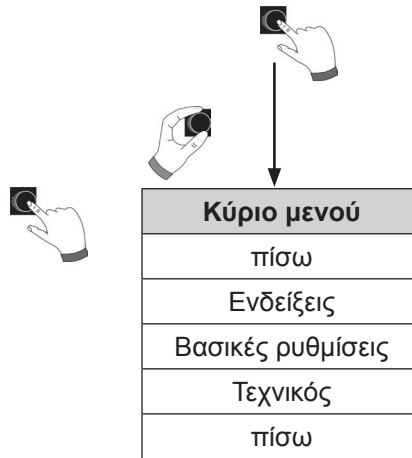 Κύριο μενού
πίσω
Ενδείξεις
Βασικές ρυθμίσεις
Τεχνικός
πίσω